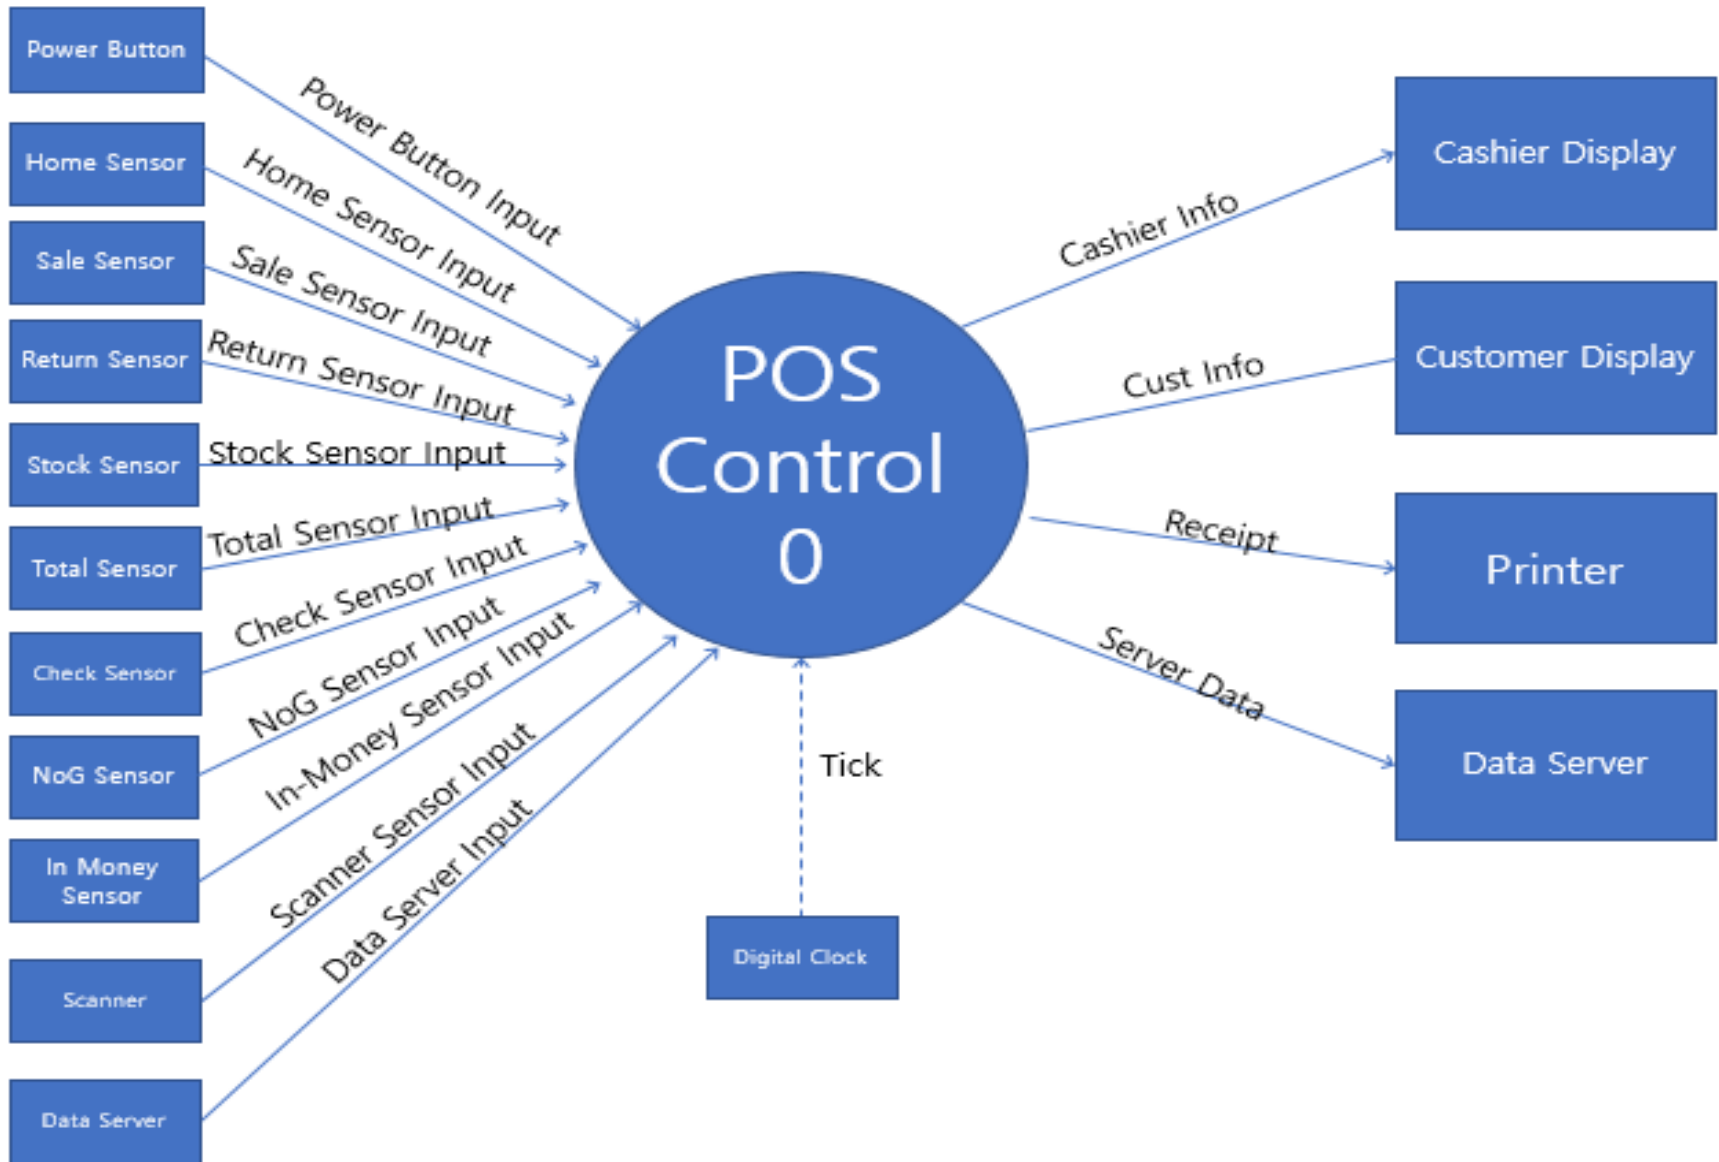 Power Button
Home Sensor
Sale Sensor
Return Sensor
Stock Sensor
Total Sensor
Check Sensor
NoG Sensor
In Money
Sensor
Scanner
Data Server
Power Button Input
Home Sensor Input
Sale Sensor Input
Return Sensor Input
Stock Sensor Input
Total Sensor Input
Check Sensor Input
NoG Sensor Input
In-Money Sensor Input
Scanner Sensor Input
Data Server Input
POS
Control
0
Tick
Digital Clock
Cashier Info
Cust Info
Receipt
Server Data
Cashier Display
Customer Display
Printer
Data Server